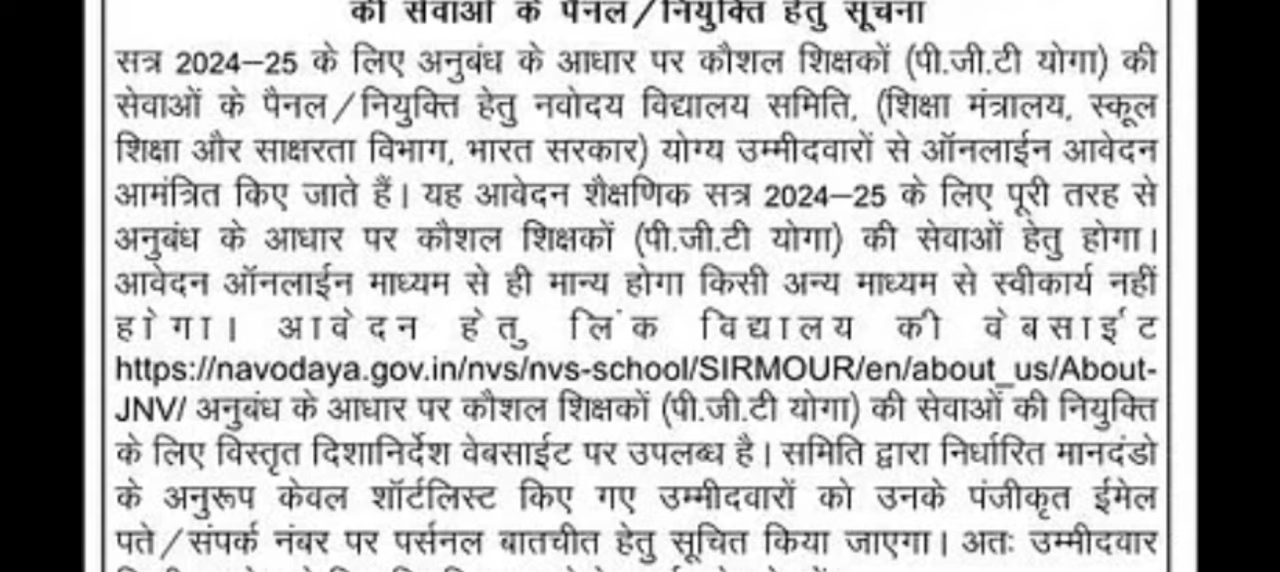 की सेवाओं के पैनल/नियुक्ति हेतु सूचना
सत्र 2024–25 के लिए अनुबंध के आधार पर कौशल शिक्षकों (पी.जी.टी योगा) की
सेवाओं के पैनल/नियुक्ति हेतु नवोदय विद्यालय समिति, (शिक्षा मंत्रालय, स्कूल
शिक्षा और साक्षरता विभाग, भारत सरकार) योग्य उम्मीदवारों से ऑनलाईन आवेदन
आमंत्रित किए जाते हैं। यह आवेदन शैक्षणिक सत्र 2024–25 के लिए पूरी तरह से
अनुबंध के आधार पर कौशल शिक्षकों (पी.जी.टी योगा) की सेवाओं हेतु होगा।
आवेदन ऑनलाईन माध्यम से ही मान्य होगा किसी अन्य माध्यम से स्वीकार्य नहीं
होगा। आवेदन हेतु लिंक विद्यालय की वेबसाईट
https://navodaya.gov.in/nvs/nvs-school/SIRMOUR/en/about_us/About-
JNV/ अनुबंध के आधार पर कौशल शिक्षकों (पी.जी.टी योगा) की सेवाओं की नियुक्ति
के लिए विस्तृत दिशानिर्देश वेबसाईट पर उपलब्ध है। समिति द्वारा निर्धारित मानदंडो
के अनुरूप केवल शॉर्टलिस्ट किए गए उम्मीदवारों को उनके पंजीकृत ईमेल
पते/संपर्क नंबर पर पर्सनल बातचीत हेतु सूचित किया जाएगा। अतः उम्मीदवार